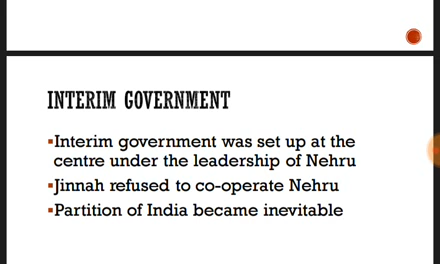 INTERIM GOVERNMENT
▪Interim government was set up at the
centre under the leadership of Nehru
▪Jinnah refused to co-operate Nehru
▪Partition of India became inevitable